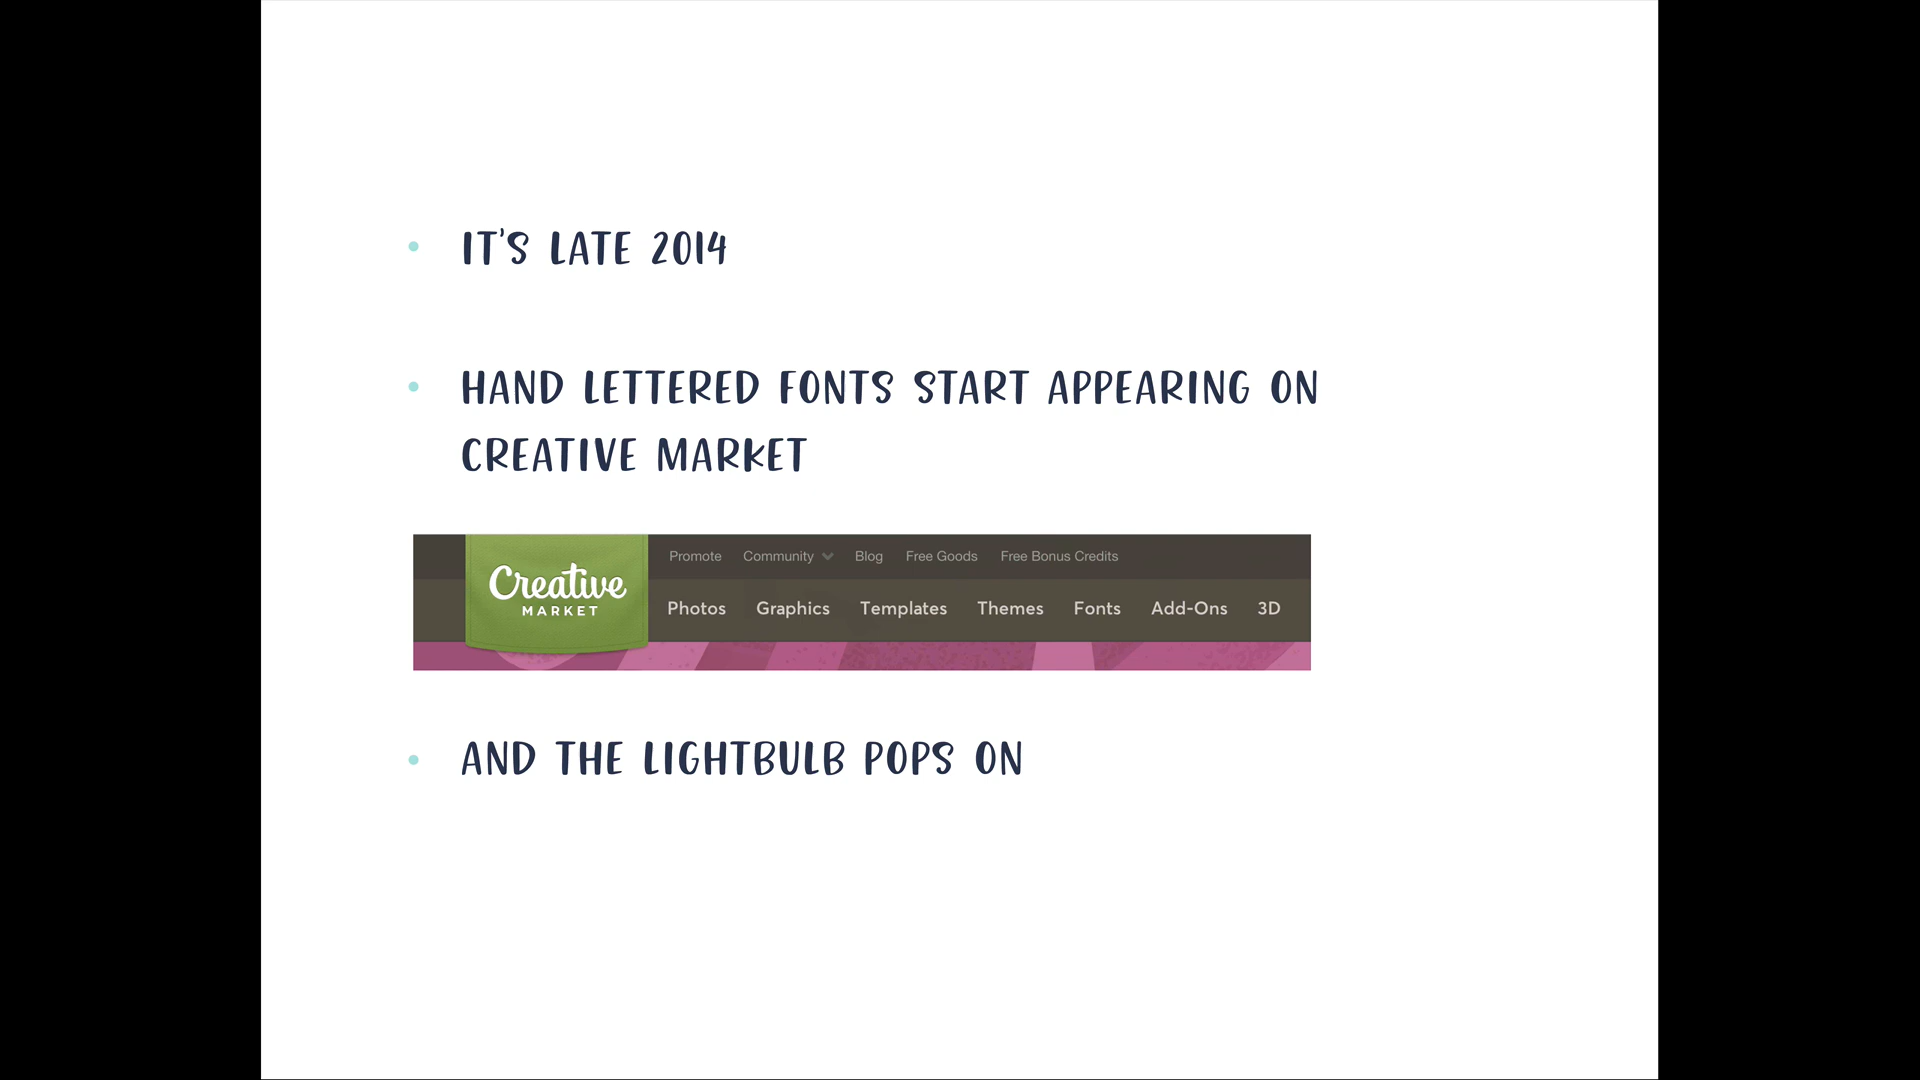 • IT'S LATE 2014
• HAND LETTERED FONTS START APPEARING ON
CREATIVE MARKET
Creative
MARKET
Promote Community Blog Free Goods Free Bonus Credits
Photos Graphics Templates Themes Fonts Add-Ons 3D
• AND THE LIGHTBULB POPS ON